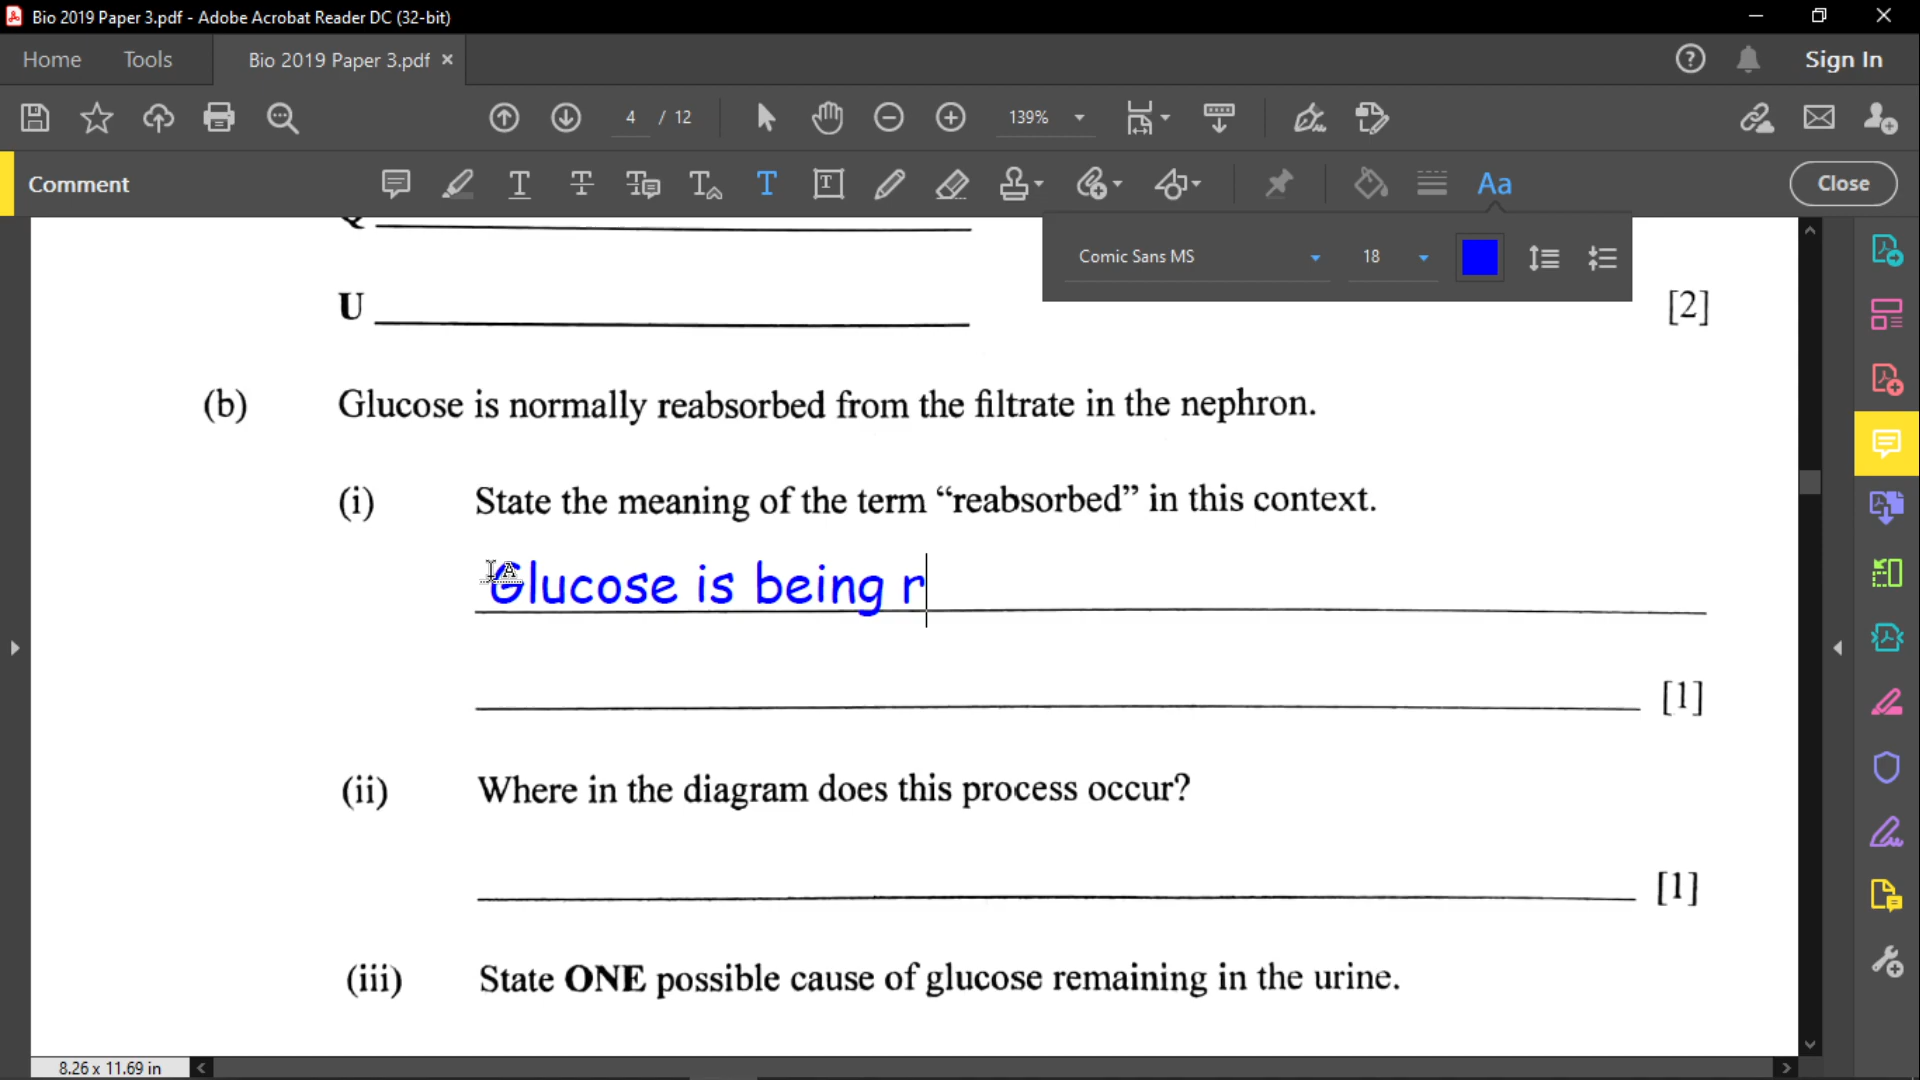 Bio 2019 Paper 3.pdf - Adobe Acrobat Reader DC (32-bit)
Home Tools Bio 2019 Paper 3.pdf × Sign In
4 / 12 139%
Comment Aa Close
Comic Sans MS 18
U [2]
(b) Glucose is normally reabsorbed from the filtrate in the nephron.
(i) State the meaning of the term “reabsorbed” in this context.
Glucose is being r
[1]
(ii) Where in the diagram does this process occur?
[1]
(iii) State ONE possible cause of glucose remaining in the urine.
8.26 x 11.69 in